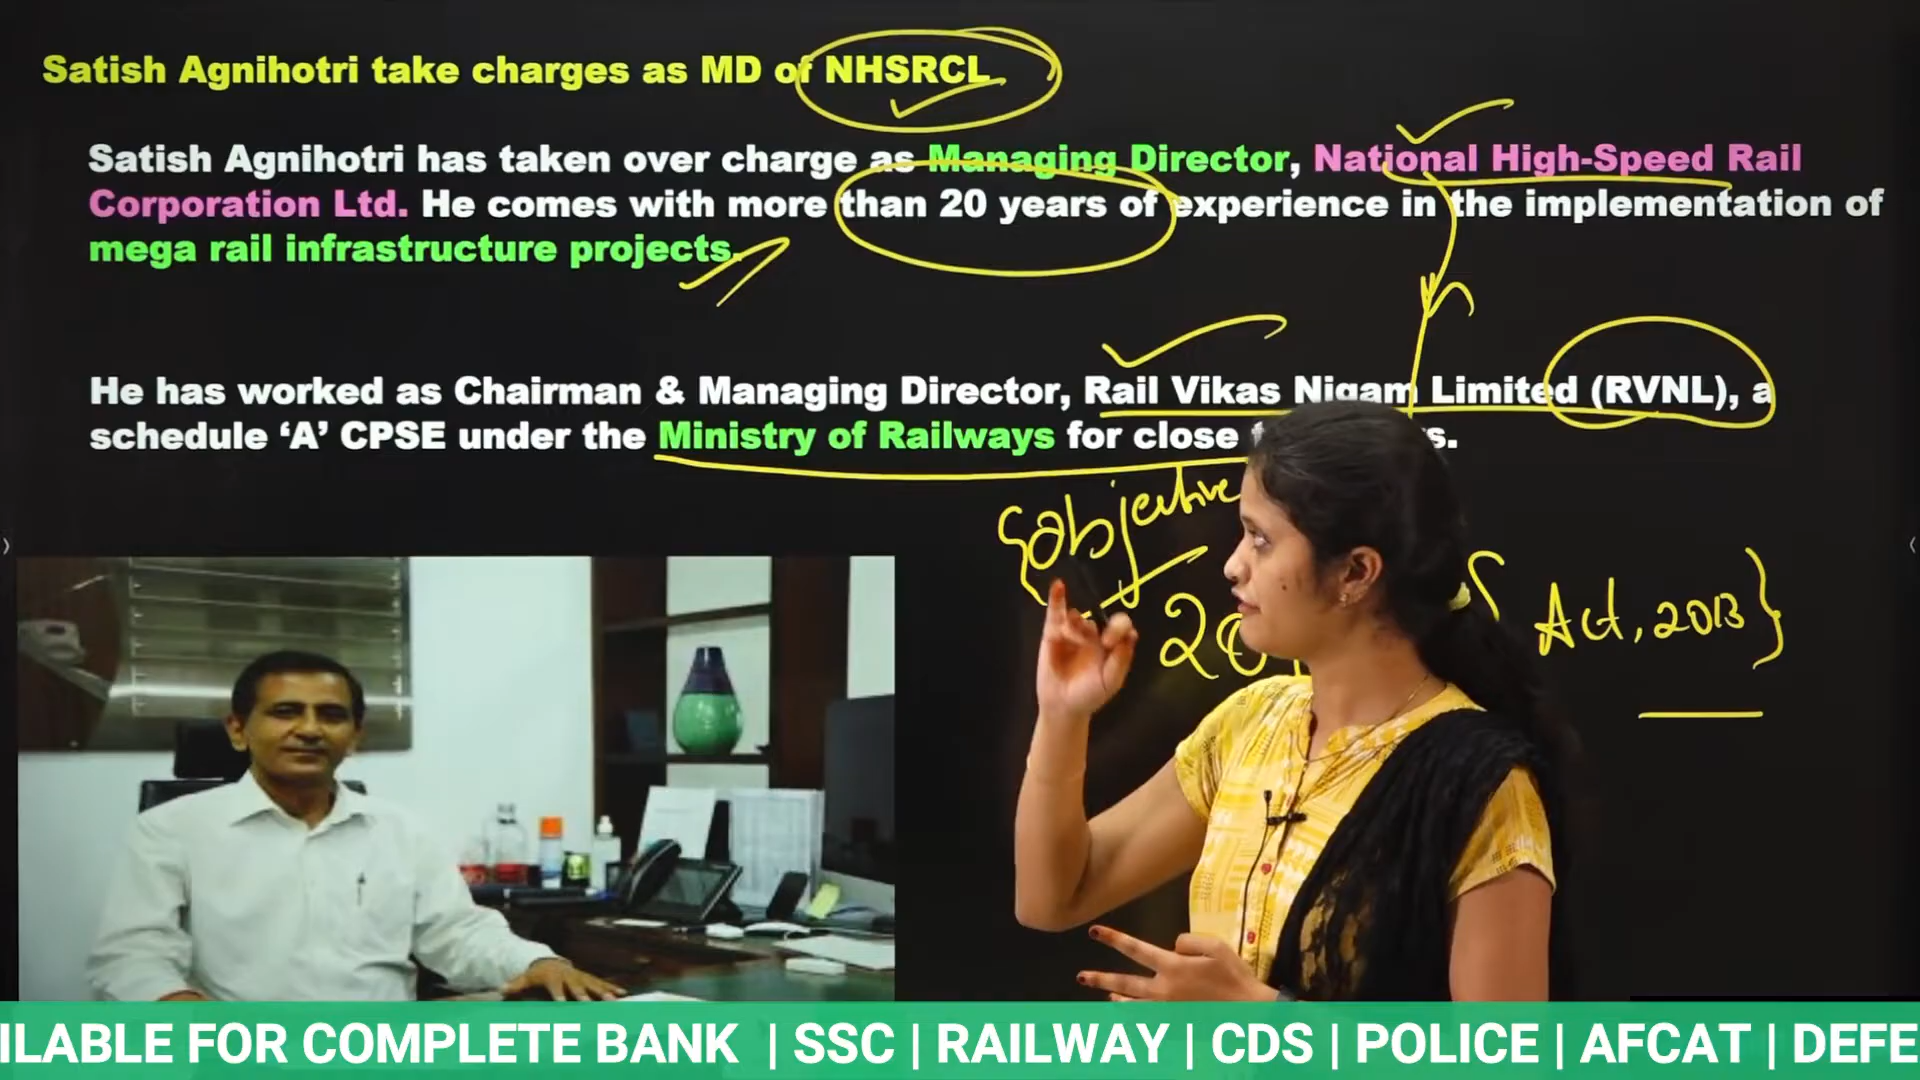 Satish Agnihotri take charges as MD of NHSRCL
Satish Agnihotri has taken over charge as Managing Director, National High-Speed Rail
Corporation Ltd. He comes with more than 20 years of experience in the implementation of
mega rail infrastructure projects.
He has worked as Chairman & Managing Director, Rail Vikas Nigam Limited (RVNL), a
schedule ‘A’ CPSE under the Ministry of Railways for close
{objective
Act, 2013}
ILABLE FOR COMPLETE BANK | SSC | RAILWAY | CDS | POLICE | AFCAT | DEFE